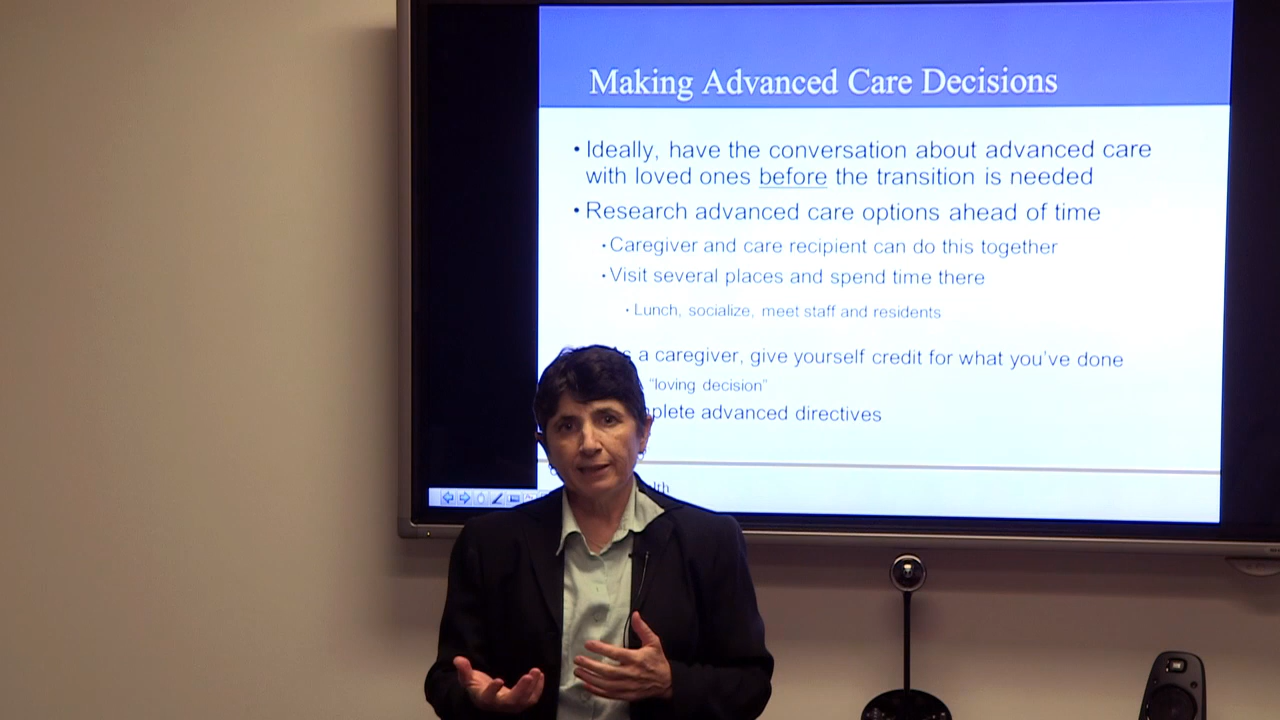 Making Advanced Care Decisions
• Ideally, have the conversation about advanced care
with loved ones before the transition is needed
• Research advanced care options ahead of time
• Caregiver and care recipient can do this together
• Visit several places and spend time there
• Lunch, socialize, meet staff and residents
a caregiver, give yourself credit for what you've done
"loving decision"
advanced directives